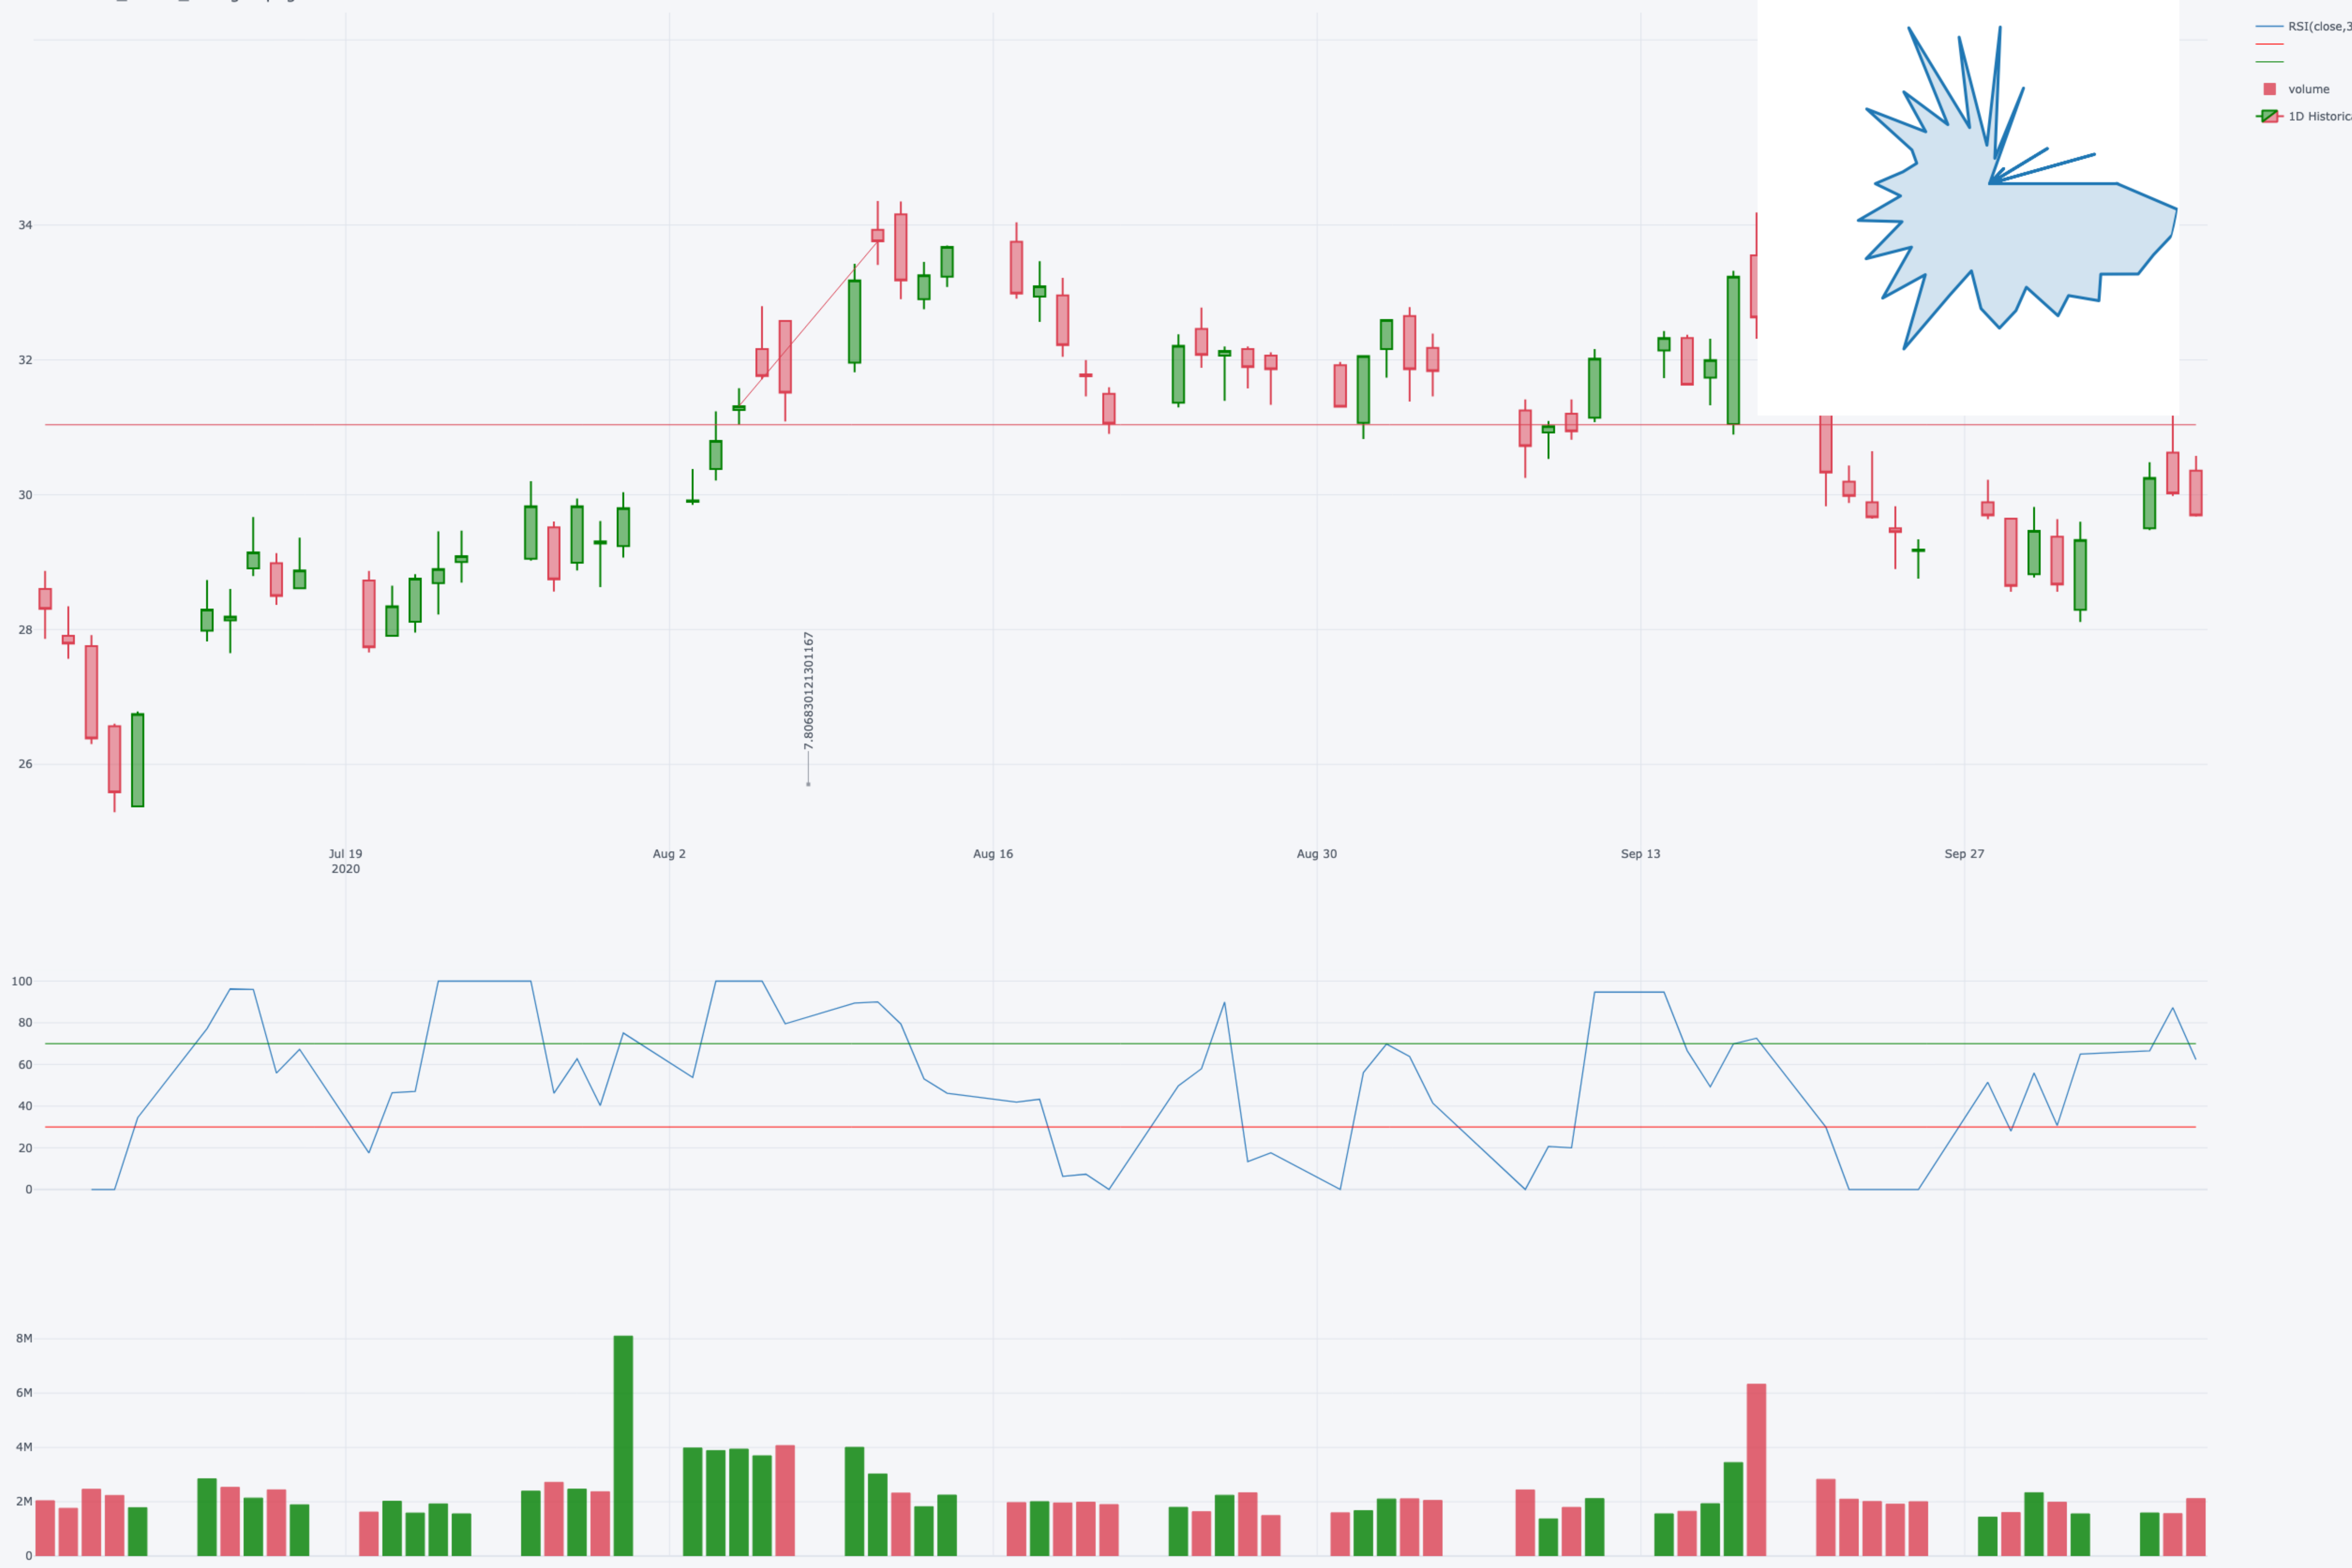 RSI(close,3
volume
1D Historica
34
32
30
28
26
7.806830121301167
Jul 19
2020
Aug 2
Aug 16
Aug 30
Sep 13
Sep 27
100
80
60
40
20
0
8M
6M
4M
2M
0